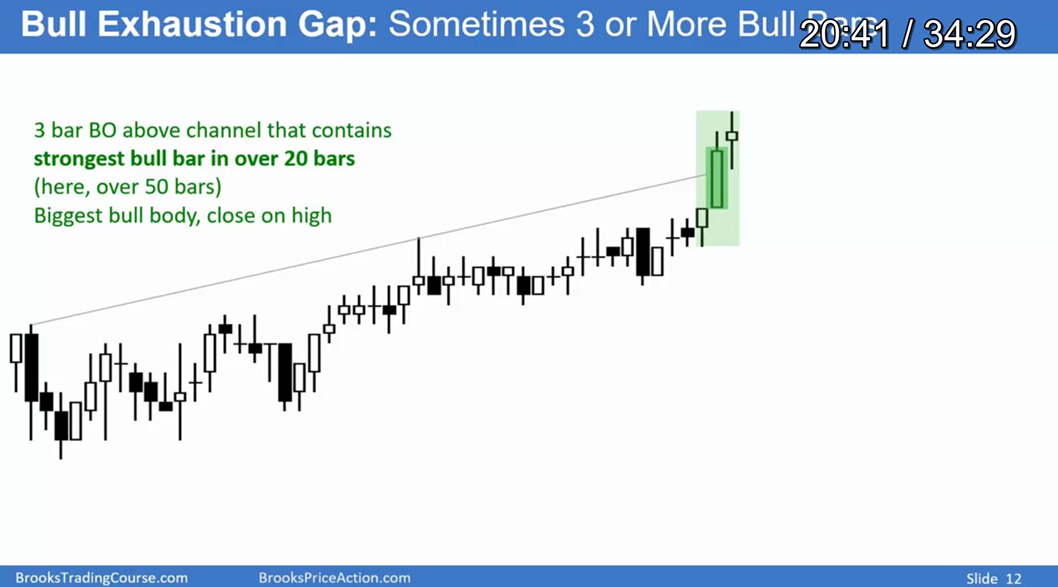 Bull Exhaustion Gap: Sometimes 3 or More Bull
20:41 / 34:29
3 bar BO above channel that contains
strongest bull bar in over 20 bars
(here, over 50 bars)
Biggest bull body, close on high
BrooksTradingCourse.com
BrooksPriceAction.com
Slide 12